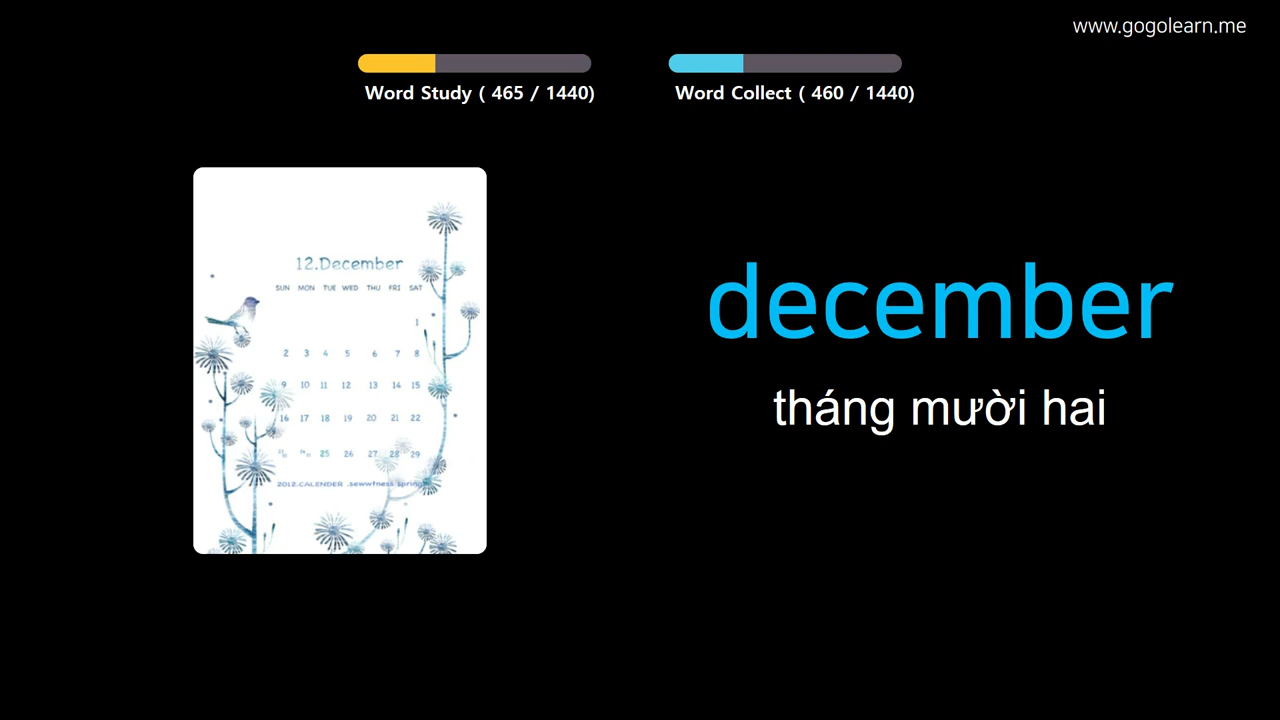 www.gogolearn.me
Word Study ( 465 / 1440)
Word Collect ( 460 / 1440)
12.December
SUN MON TUE WED THU FRI SAT
1
2 3 4 5 6 7 8
9 10 11 12 13 14 15
16 17 18 19 20 21 22
25 26 27 28 29
2012.CALENDER .sewwtness spring
december
tháng mười hai